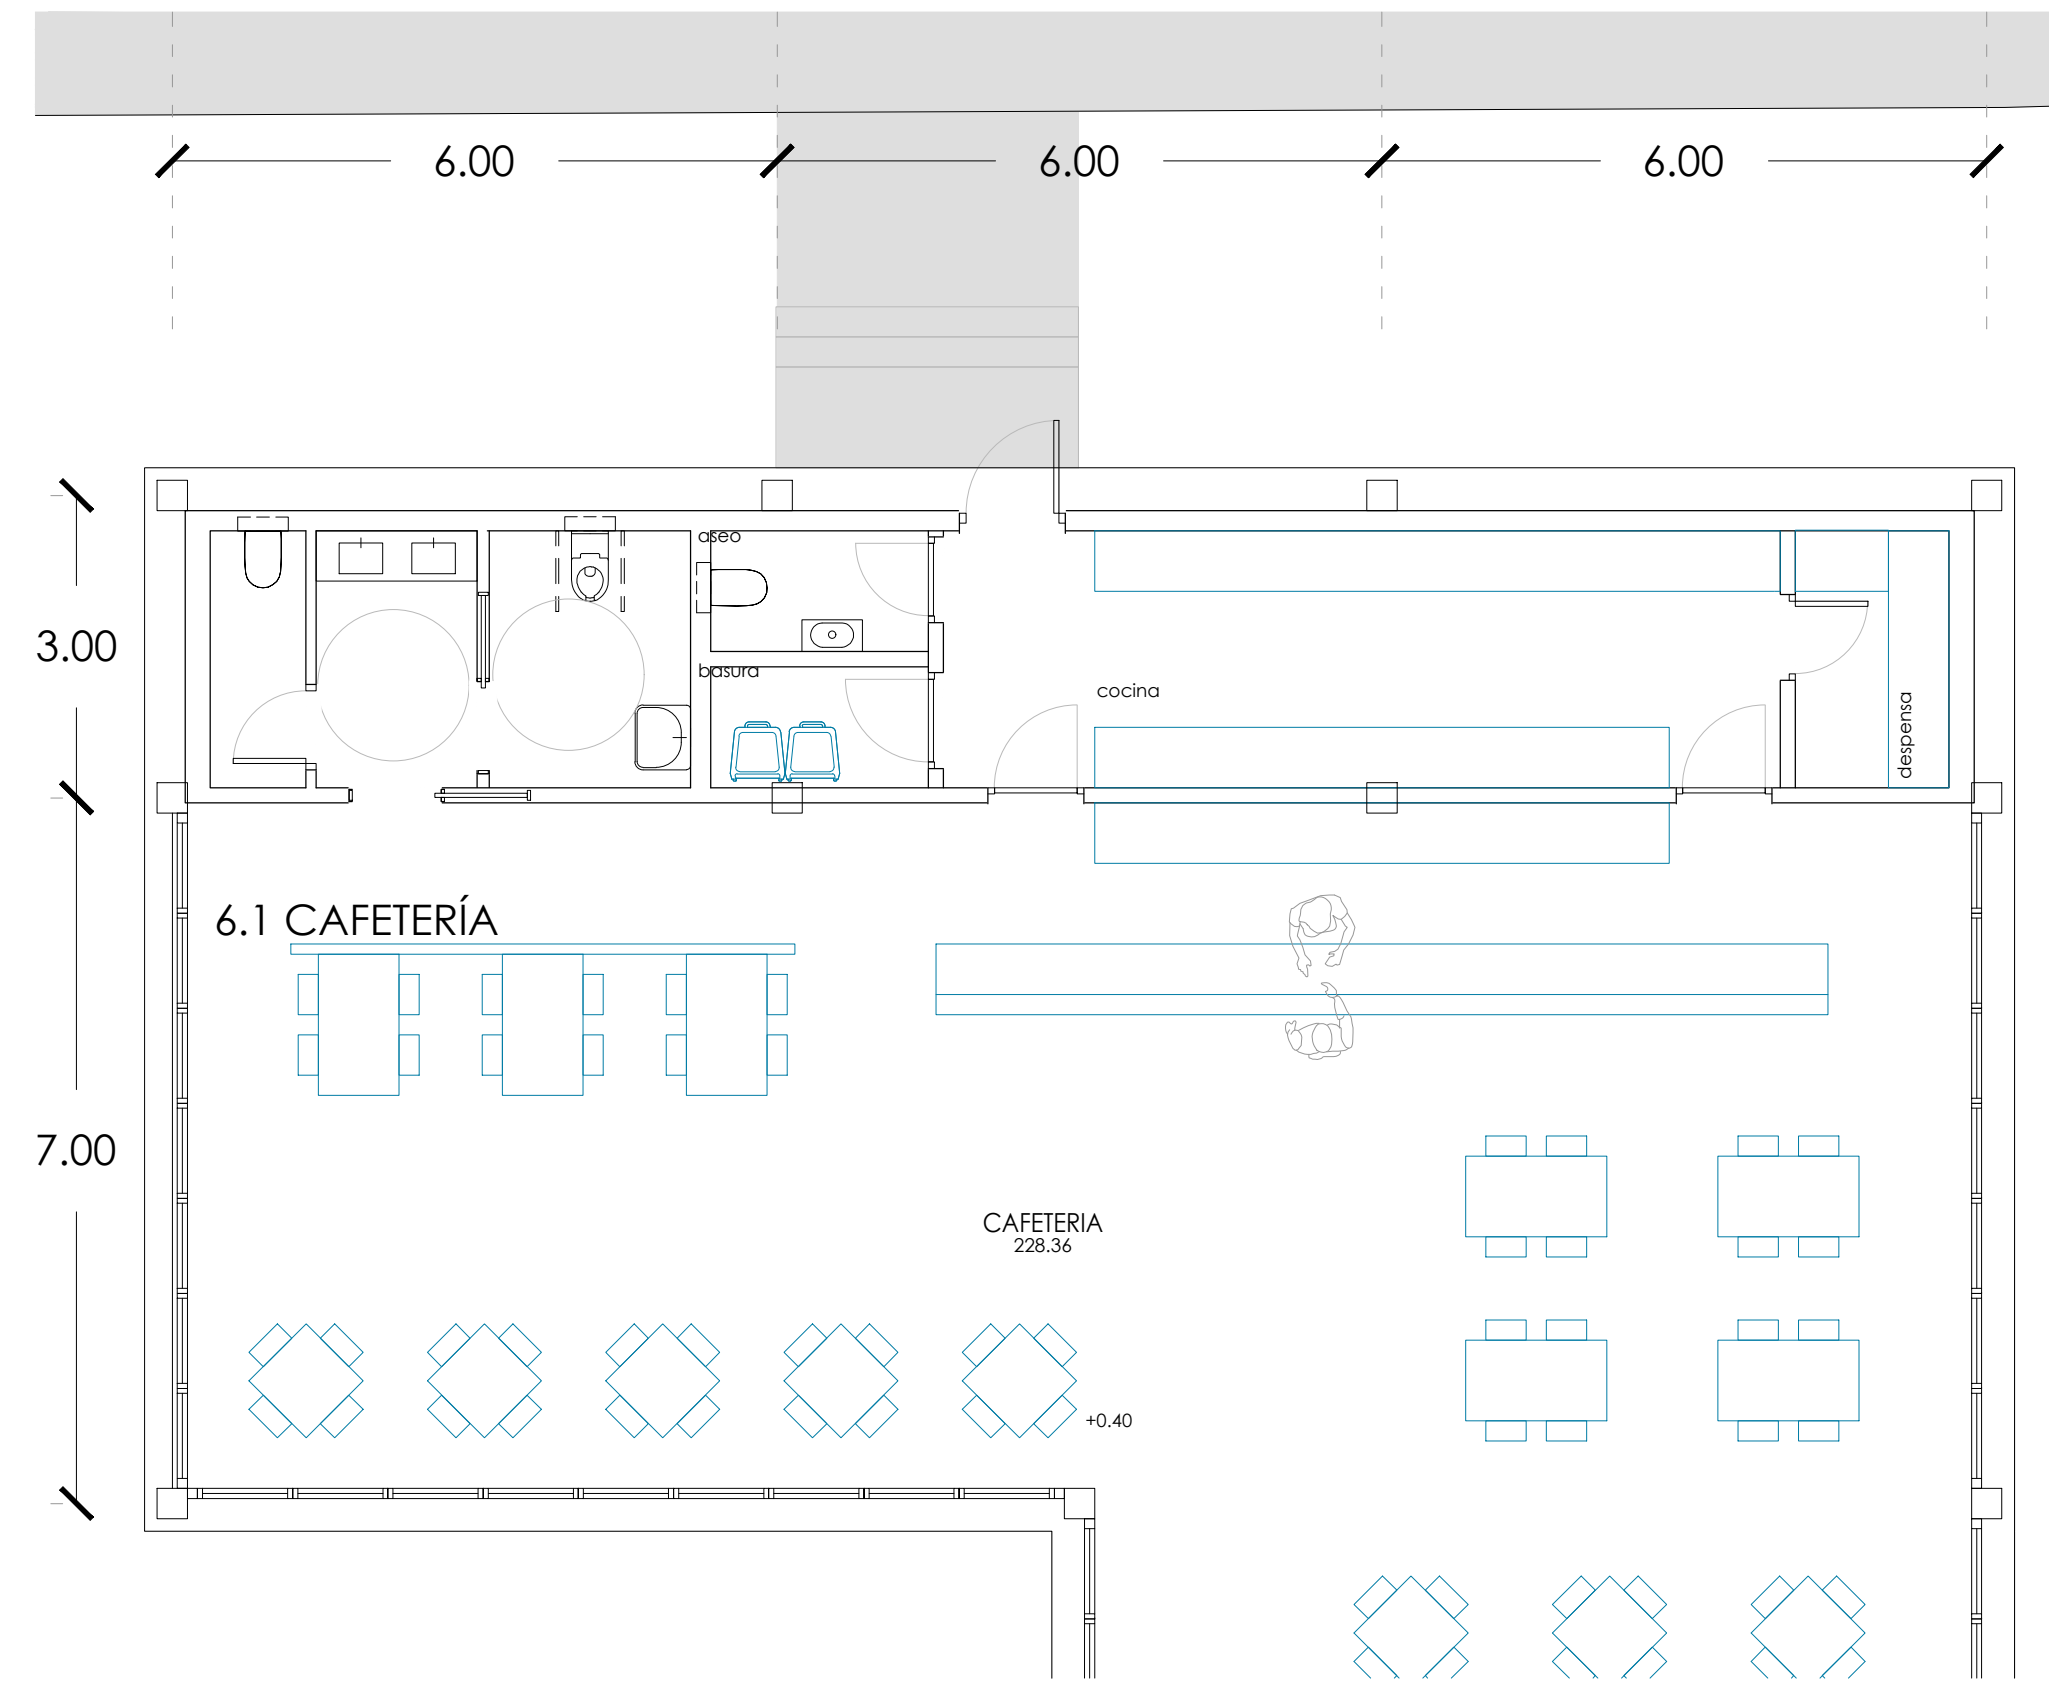 6.00 6.00 6.00
aseo
3.00
basura
cocina
despensa
6.1 CAFETERÍA
7.00
CAFETERIA
228.36
+0.40